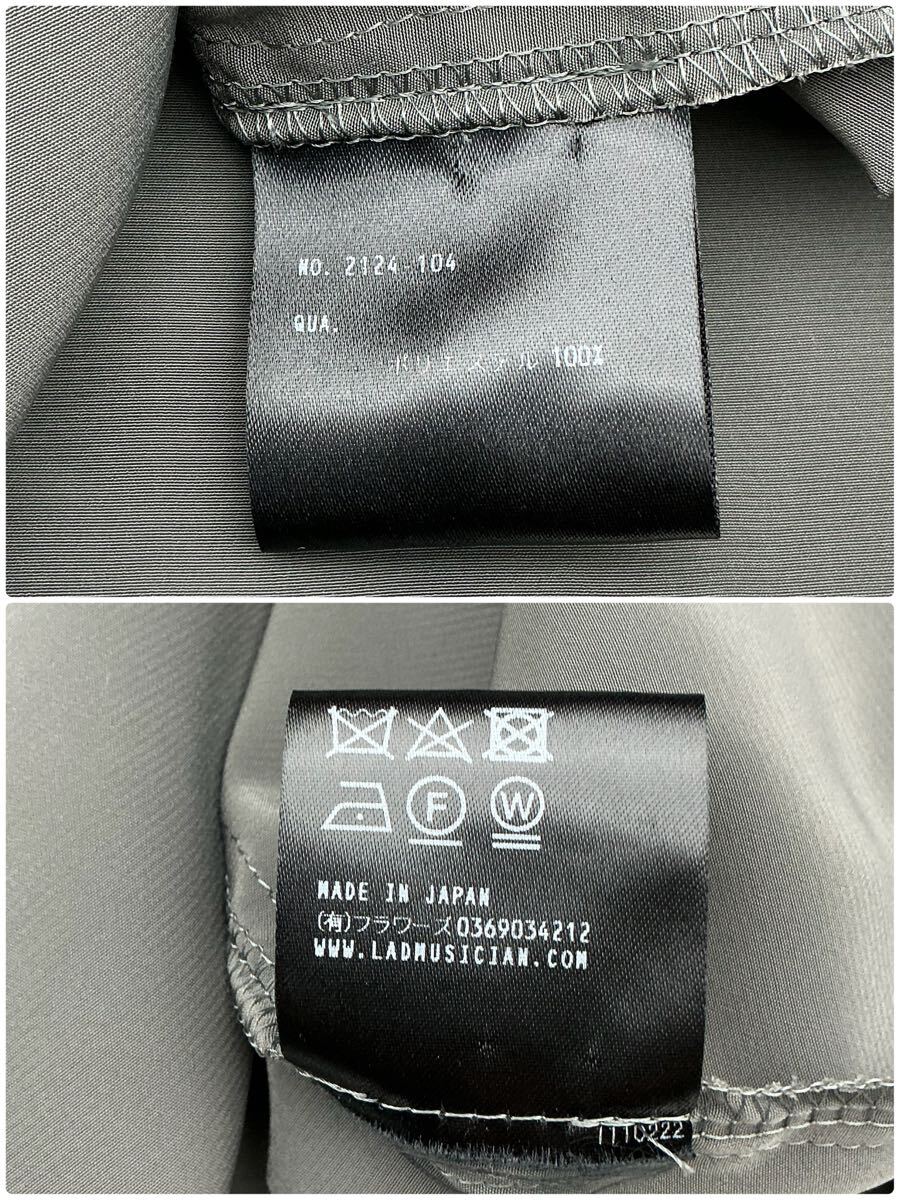 NO. 2124-104
QUA.
ポリエステル 100%
F W
MADE IN JAPAN
(有)フラワーズ0369034212
WWW.LADMUSICIAN.COM
1110222